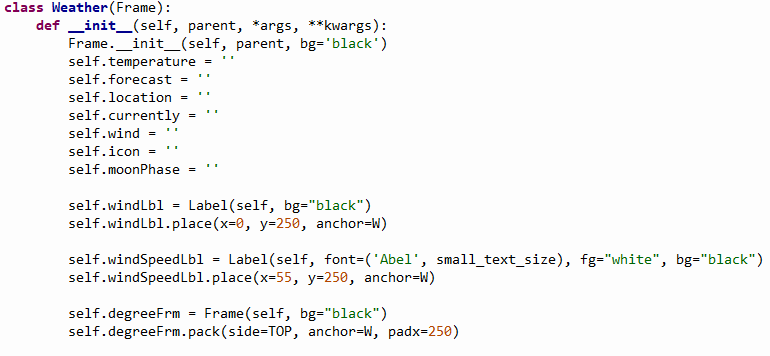 class Weather(Frame):
    def __init__(self, parent, *args, **kwargs):
        Frame.__init__(self, parent, bg='black')
        self.temperature = ''
        self.forecast = ''
        self.location = ''
        self.currently = ''
        self.wind = ''
        self.icon = ''
        self.moonPhase = ''

        self.windLbl = Label(self, bg="black")
        self.windLbl.place(x=0, y=250, anchor=W)

        self.windSpeedLbl = Label(self, font=('Abel', small_text_size), fg="white", bg="black")
        self.windSpeedLbl.place(x=55, y=250, anchor=W)

        self.degreeFrm = Frame(self, bg="black")
        self.degreeFrm.pack(side=TOP, anchor=W, padx=250)